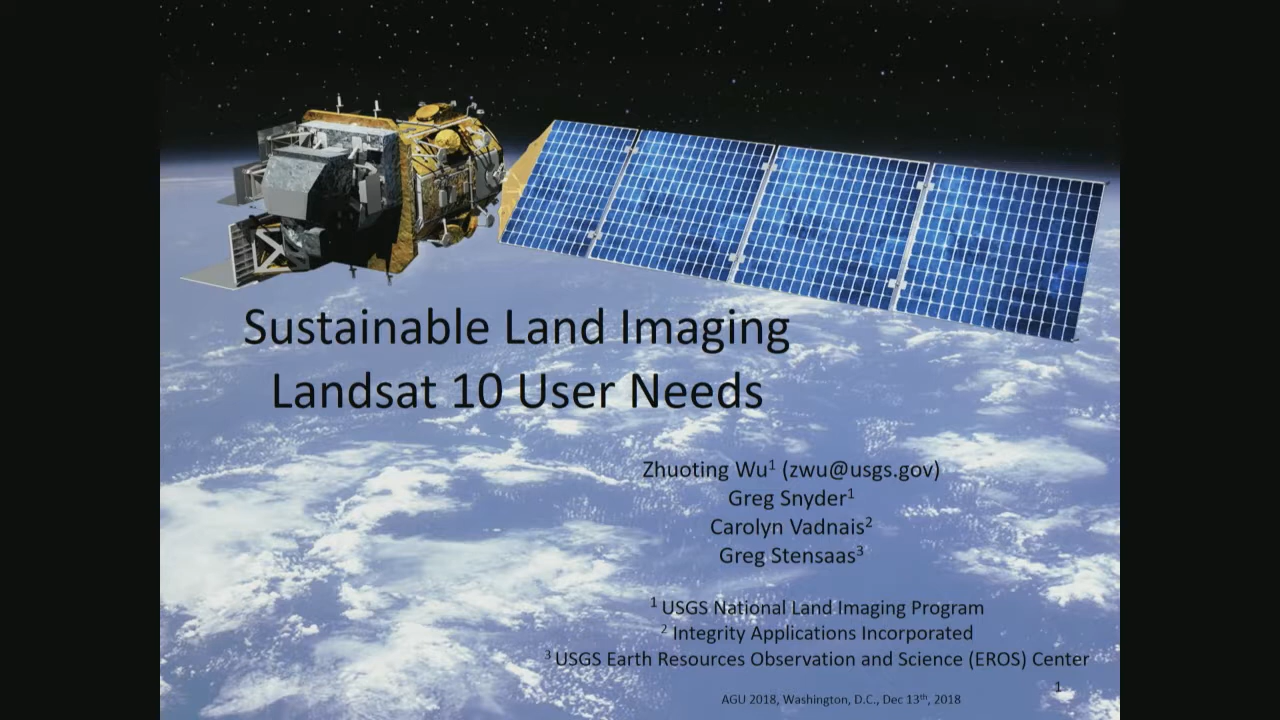 Sustainable Land Imaging
Landsat 10 User Needs
Zhuoting Wu¹ (zwu@usgs.gov)
Greg Snyder¹
Carolyn Vadnais²
Greg Stensaas³
¹ USGS National Land Imaging Program
² Integrity Applications Incorporated
³ USGS Earth Resources Observation and Science (EROS) Center
1
AGU 2018, Washington, D.C., Dec 13th, 2018